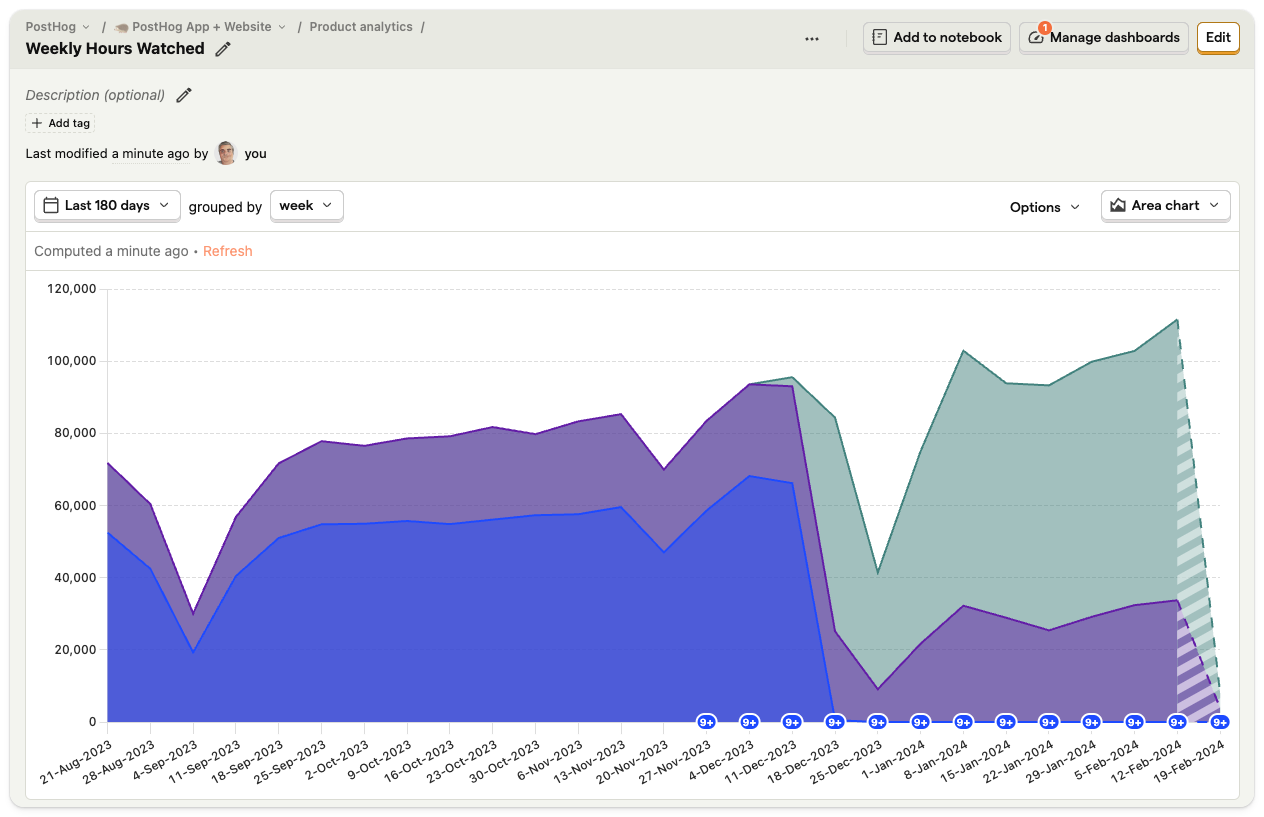 PostHog / PostHog App + Website / Product analytics /
Weekly Hours Watched
Add to notebook
1
Manage dashboards
Edit
Description (optional)
Add tag
Last modified a minute ago by you
Last 180 days grouped by week
Options
Area chart
Computed a minute ago • Refresh
120,000
100,000
80,000
60,000
40,000
20,000
0
9+ 9+ 9+ 9+ 9+ 9+ 9+ 9+ 9+ 9+ 9+ 9+ 9+
21-Aug-2023
28-Aug-2023
4-Sep-2023
11-Sep-2023
18-Sep-2023
25-Sep-2023
2-Oct-2023
9-Oct-2023
16-Oct-2023
23-Oct-2023
30-Oct-2023
6-Nov-2023
13-Nov-2023
20-Nov-2023
27-Nov-2023
4-Dec-2023
11-Dec-2023
18-Dec-2023
25-Dec-2023
1-Jan-2024
8-Jan-2024
15-Jan-2024
22-Jan-2024
29-Jan-2024
5-Feb-2024
12-Feb-2024
19-Feb-2024